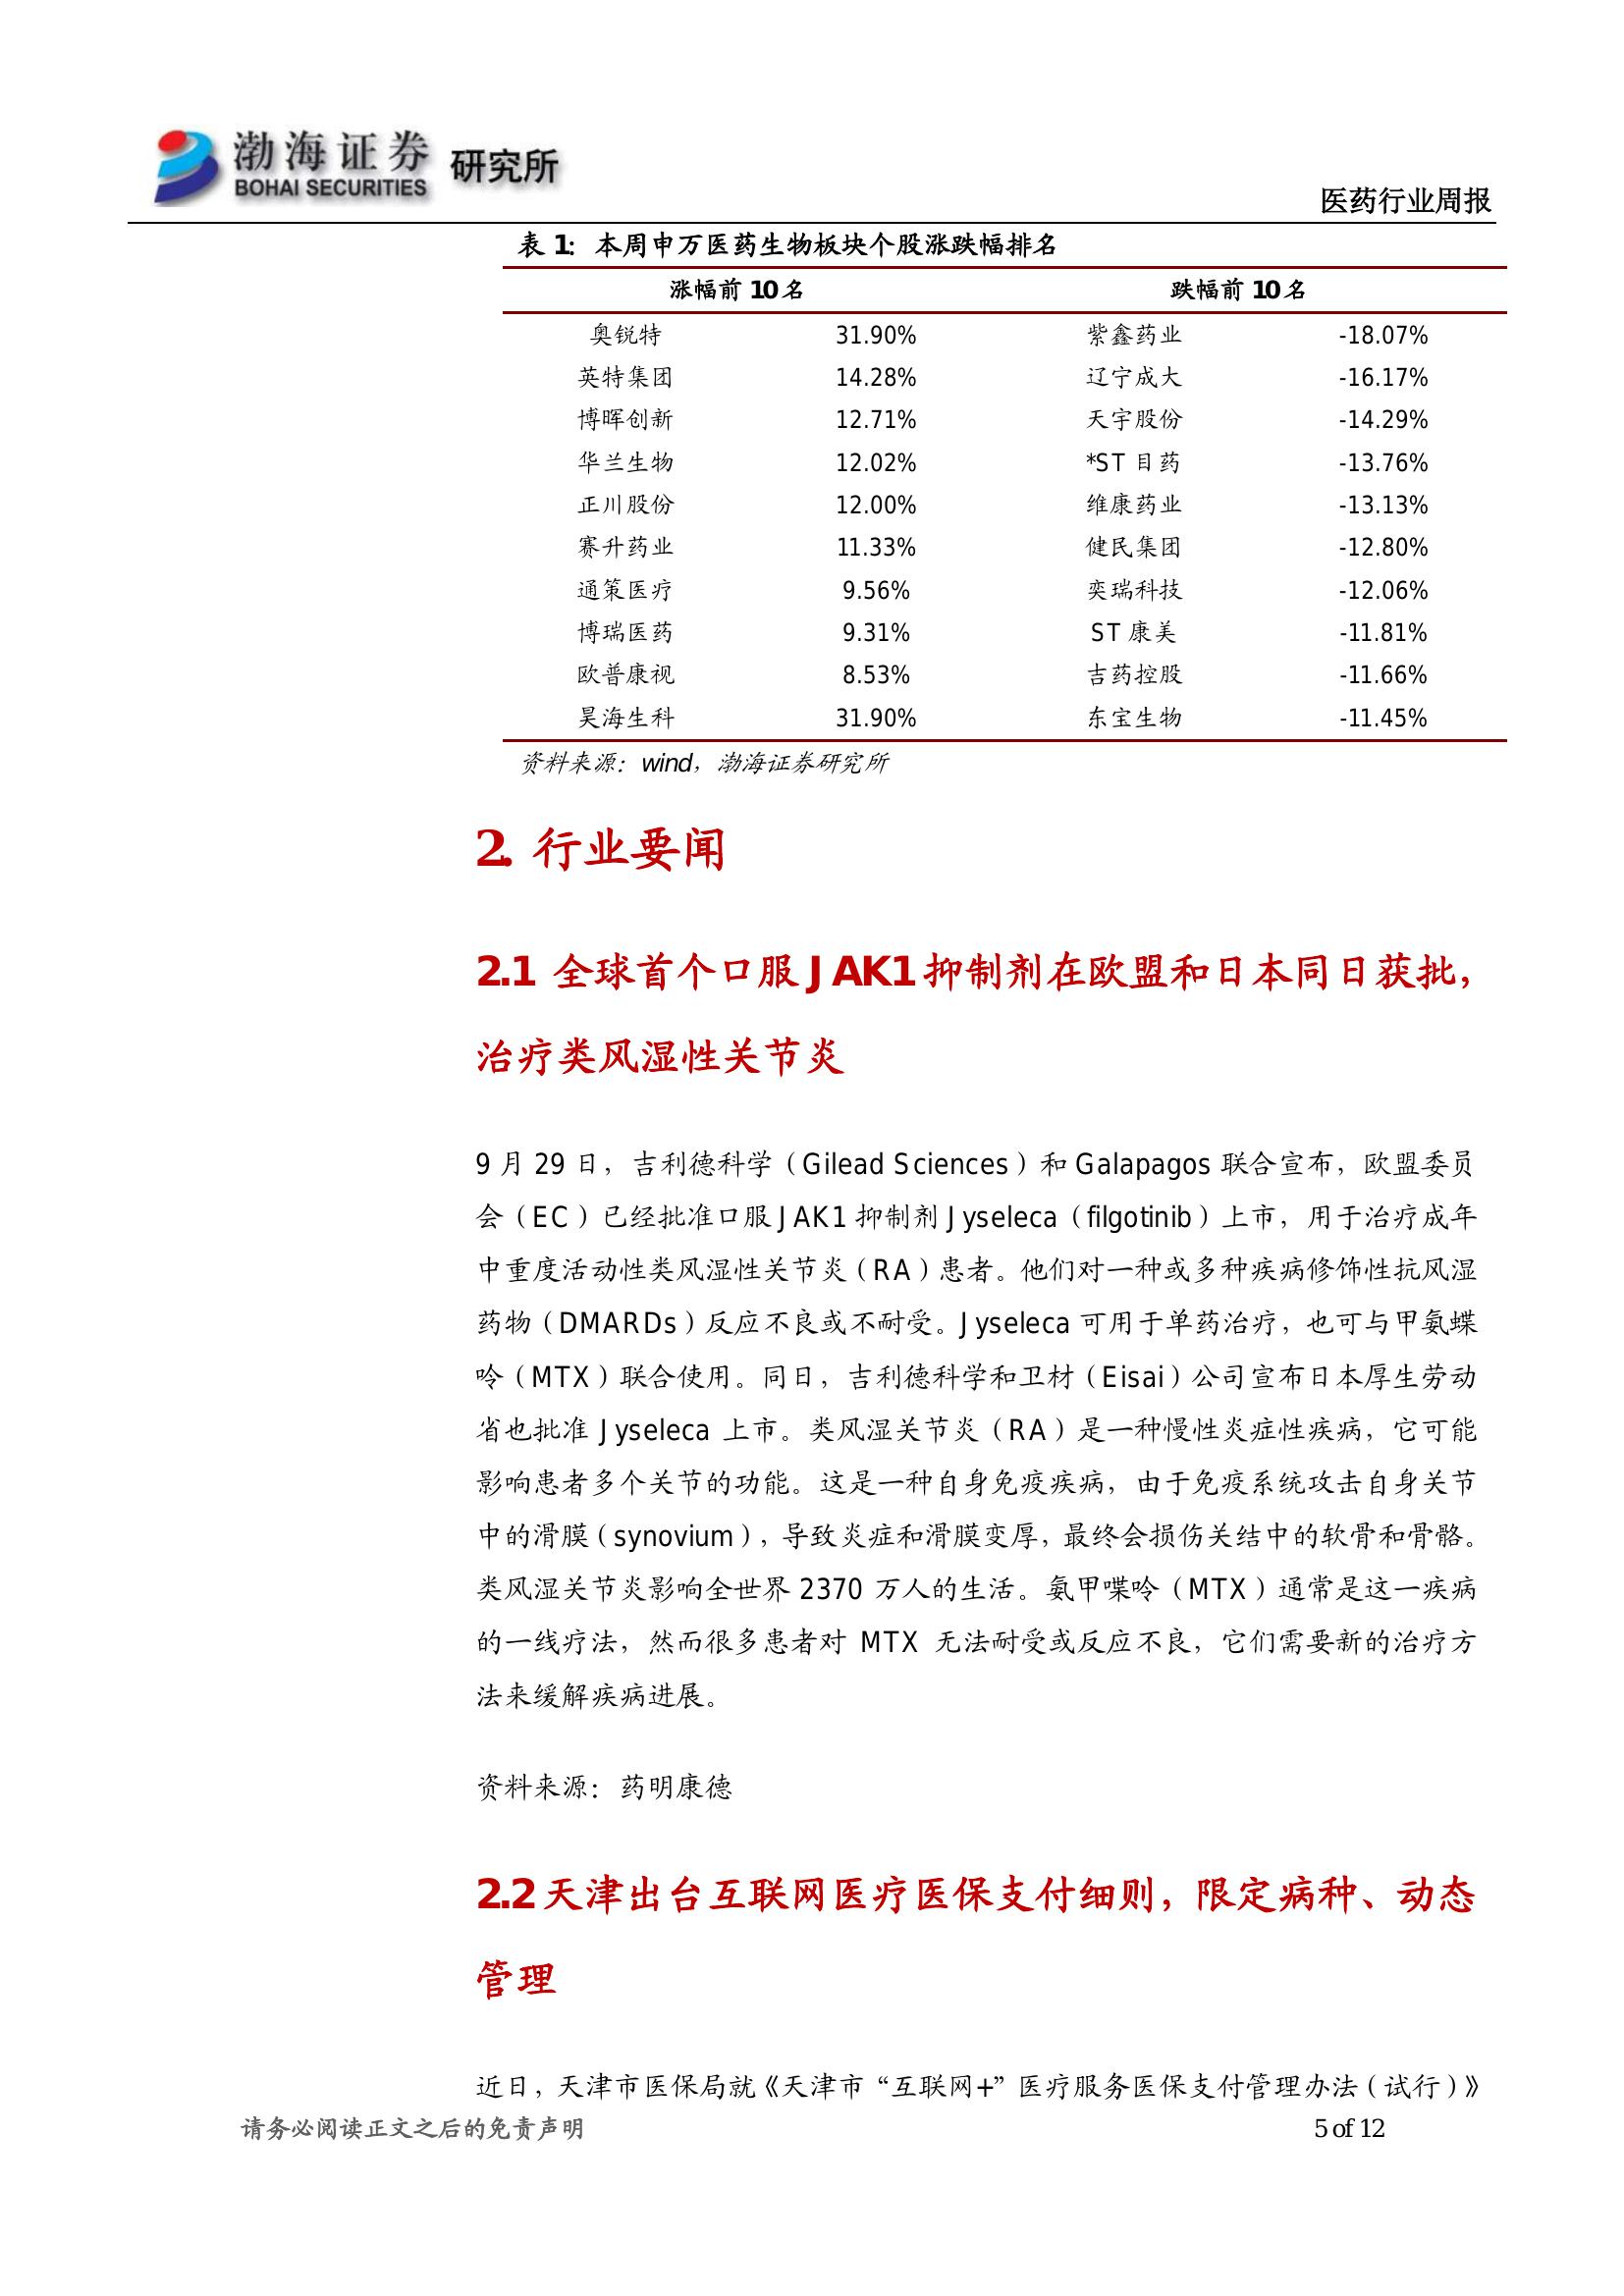 渤海证券 研究所
BOHAI SECURITIES
医药行业周报
表 1: 本周申万医药生物板块个股涨跌幅排名
涨幅前 10 名 跌幅前 10 名
奥锐特 31.90% 紫鑫药业 -18.07%
英特集团 14.28% 辽宁成大 -16.17%
博晖创新 12.71% 天宇股份 -14.29%
华兰生物 12.02% *ST 目药 -13.76%
正川股份 12.00% 维康药业 -13.13%
赛升药业 11.33% 健民集团 -12.80%
通策医疗 9.56% 奕瑞科技 -12.06%
博瑞医药 9.31% ST 康美 -11.81%
欧普康视 8.53% 吉药控股 -11.66%
昊海生科 31.90% 东宝生物 -11.45%
资料来源：wind，渤海证券研究所
2. 行业要闻
2.1 全球首个口服 JAK1 抑制剂在欧盟和日本同日获批，
治疗类风湿性关节炎
9 月 29 日，吉利德科学（Gilead Sciences）和 Galapagos 联合宣布，欧盟委员
会（EC）已经批准口服 JAK1 抑制剂 Jyseleca（filgotinib）上市，用于治疗成年
中重度活动性类风湿性关节炎（RA）患者。他们对一种或多种疾病修饰性抗风湿
药物（DMARDs）反应不良或不耐受。Jyseleca 可用于单药治疗，也可与甲氨蝶
呤（MTX）联合使用。同日，吉利德科学和卫材（Eisai）公司宣布日本厚生劳动
省也批准 Jyseleca 上市。类风湿关节炎（RA）是一种慢性炎症性疾病，它可能
影响患者多个关节的功能。这是一种自身免疫疾病，由于免疫系统攻击自身关节
中的滑膜（synovium），导致炎症和滑膜变厚，最终会损伤关结中的软骨和骨骼。
类风湿关节炎影响全世界 2370 万人的生活。氨甲喋呤（MTX）通常是这一疾病
的一线疗法，然而很多患者对 MTX 无法耐受或反应不良，它们需要新的治疗方
法来缓解疾病进展。
资料来源：药明康德
2.2 天津出台互联网医疗医保支付细则，限定病种、动态
管理
近日，天津市医保局就《天津市“互联网+”医疗服务医保支付管理办法（试行）》
请务必阅读正文之后的免责声明 5 of 12